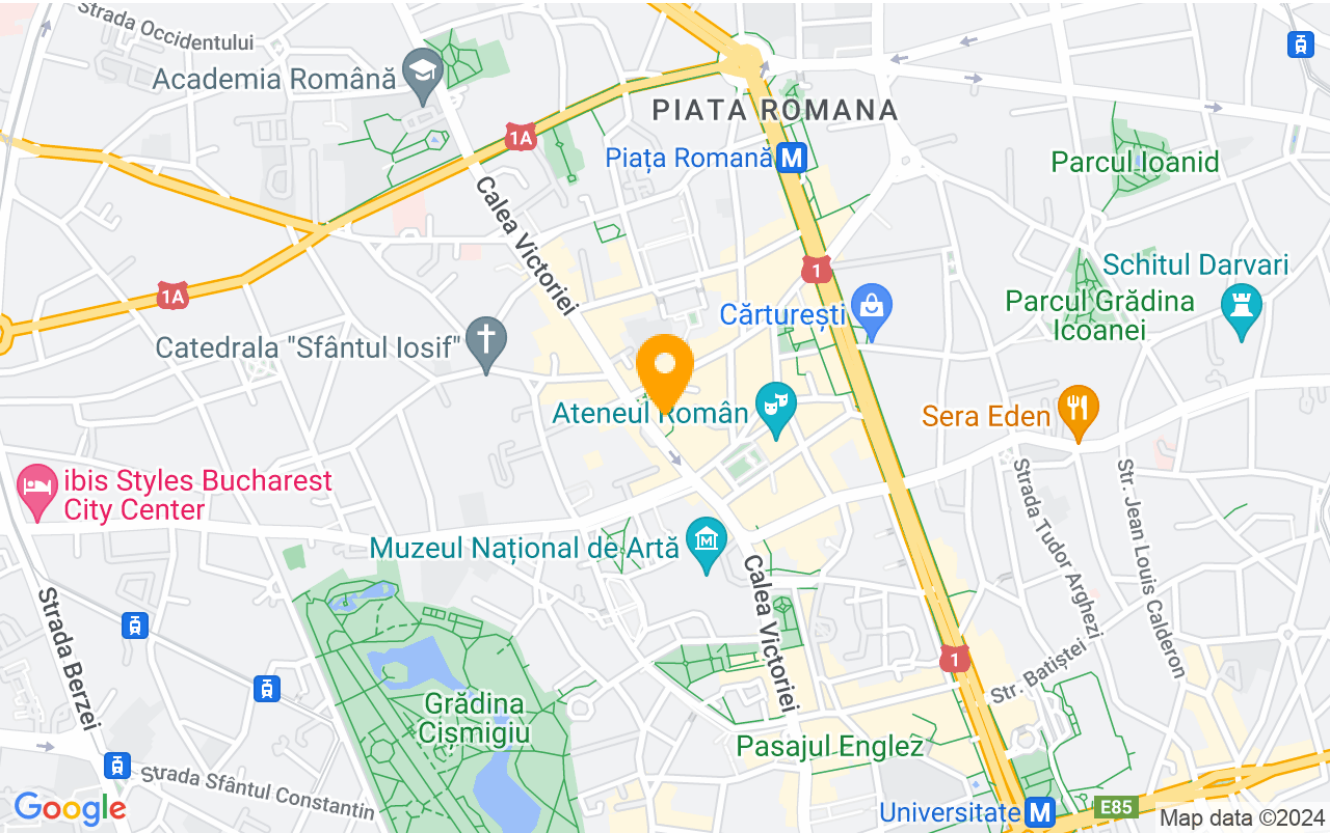 Strada Occidentului
Academia Română
PIATA ROMANA
1A
Piața Romană M
Parcul Ioanid
Calea Victoriei
1
Schitul Darvari
1A
Parcul Grădina
Icoanei
Cărturești
Catedrala "Sfântul Iosif"
Ateneul Român
Sera Eden
ibis Styles Bucharest
City Center
Strada Tudor Arghezi
Str. Jean Louis Calderon
Muzeul Național de Artă
M
Calea Victoriei
Strada Berzei
1
Str. Batiștei
Grădina
Cișmigiu
Pasajul Englez
Strada Sfântul Constantin
Google
Universitate M
E85
Map data ©2024